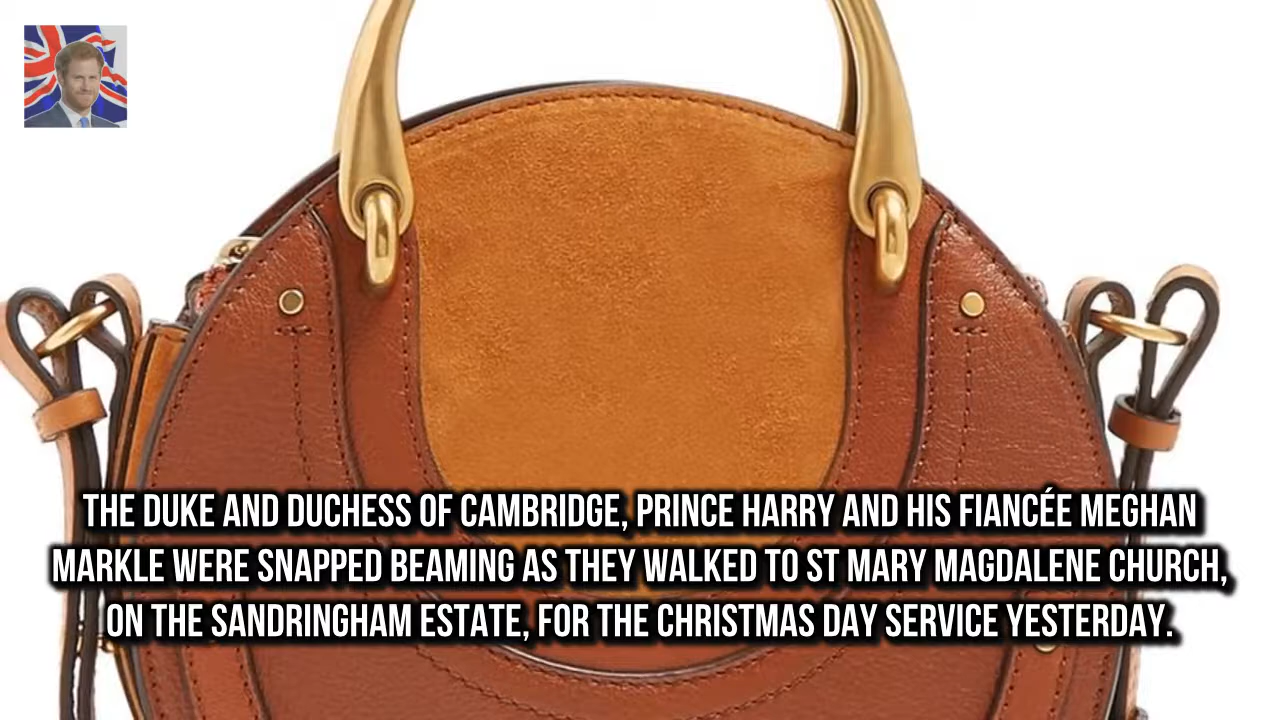 THE DUKE AND DUCHESS OF CAMBRIDGE, PRINCE HARRY AND HIS FIANCÉE MEGHAN
MARKLE WERE SNAPPED BEAMING AS THEY WALKED TO ST MARY MAGDALENE CHURCH,
ON THE SANDRINGHAM ESTATE, FOR THE CHRISTMAS DAY SERVICE YESTERDAY.